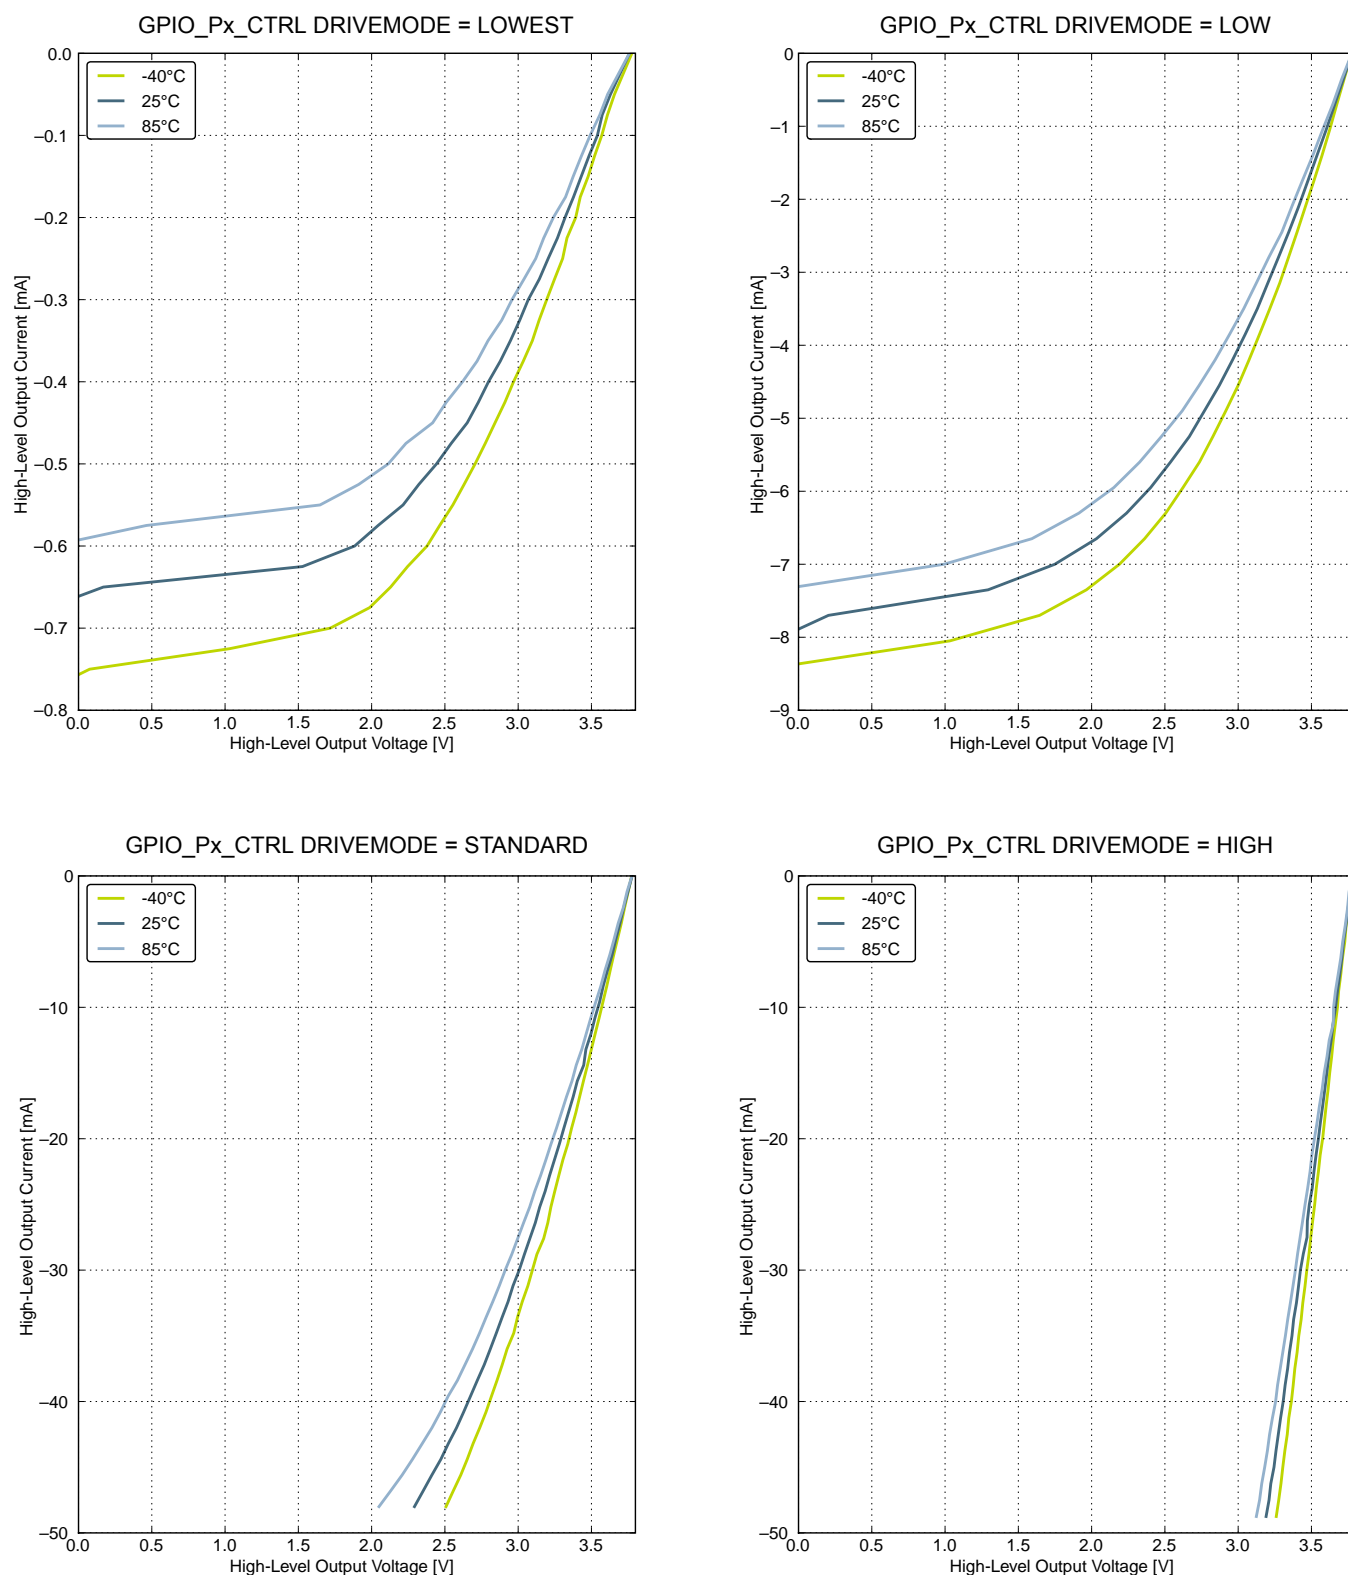 GPIO_Px_CTRL DRIVEMODE = LOWEST
0.0
–0.1
–0.2
–0.3
–0.4
–0.5
–0.6
–0.7
–0.8
High-Level Output Current [mA]
-40°C
25°C
85°C
0.0 0.5 1.0 1.5 2.0 2.5 3.0 3.5
High-Level Output Voltage [V]
GPIO_Px_CTRL DRIVEMODE = LOW
0
–1
–2
–3
–4
–5
–6
–7
–8
–9
High-Level Output Current [mA]
-40°C
25°C
85°C
0.0 0.5 1.0 1.5 2.0 2.5 3.0 3.5
High-Level Output Voltage [V]
GPIO_Px_CTRL DRIVEMODE = STANDARD
0
–10
–20
–30
–40
–50
High-Level Output Current [mA]
-40°C
25°C
85°C
0.0 0.5 1.0 1.5 2.0 2.5 3.0 3.5
High-Level Output Voltage [V]
GPIO_Px_CTRL DRIVEMODE = HIGH
0
–10
–20
–30
–40
–50
High-Level Output Current [mA]
-40°C
25°C
85°C
0.0 0.5 1.0 1.5 2.0 2.5 3.0 3.5
High-Level Output Voltage [V]